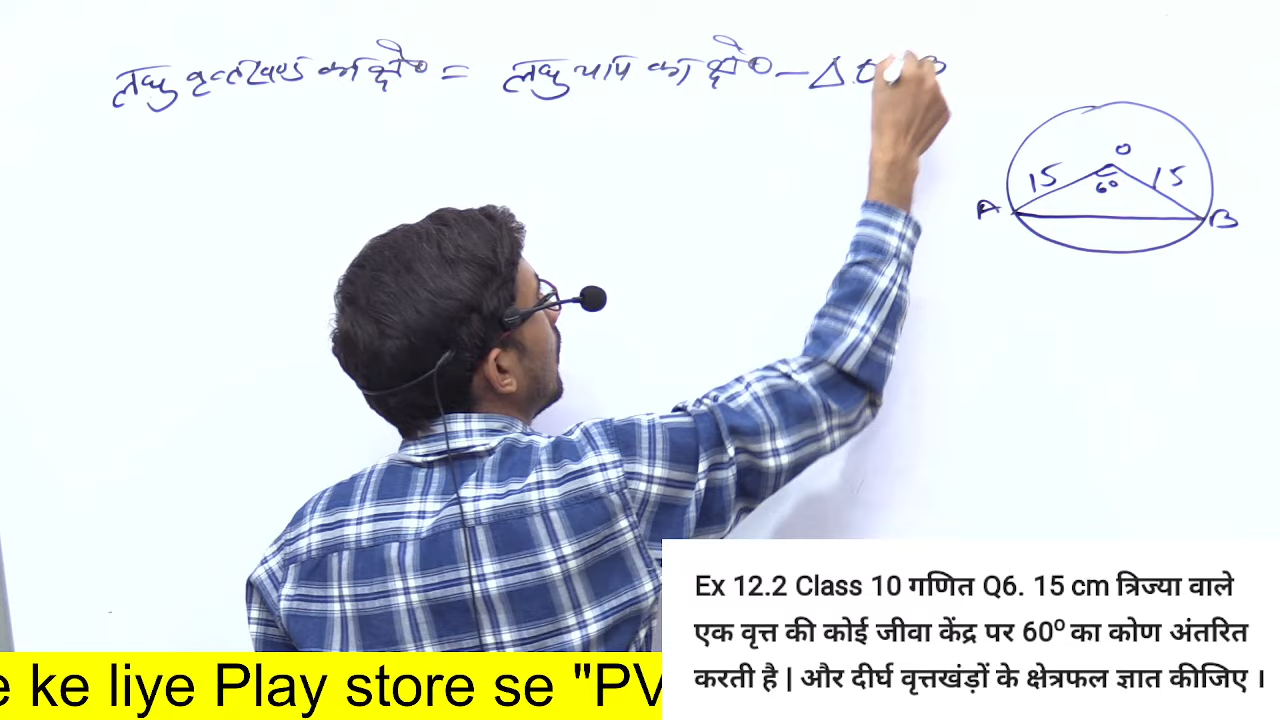 लघु वृत्तखण्ड का क्षे० = लघु चाप का क्षे० – Δ
O
15
15
60
A
B
Ex 12.2 Class 10 गणित Q6. 15 cm त्रिज्या वाले
एक वृत्त की कोई जीवा केंद्र पर 60⁰ का कोण अंतरित
करती है | और दीर्घ वृत्तखंड़ों के क्षेत्रफल ज्ञात कीजिए ।
e ke liye Play store se "PV